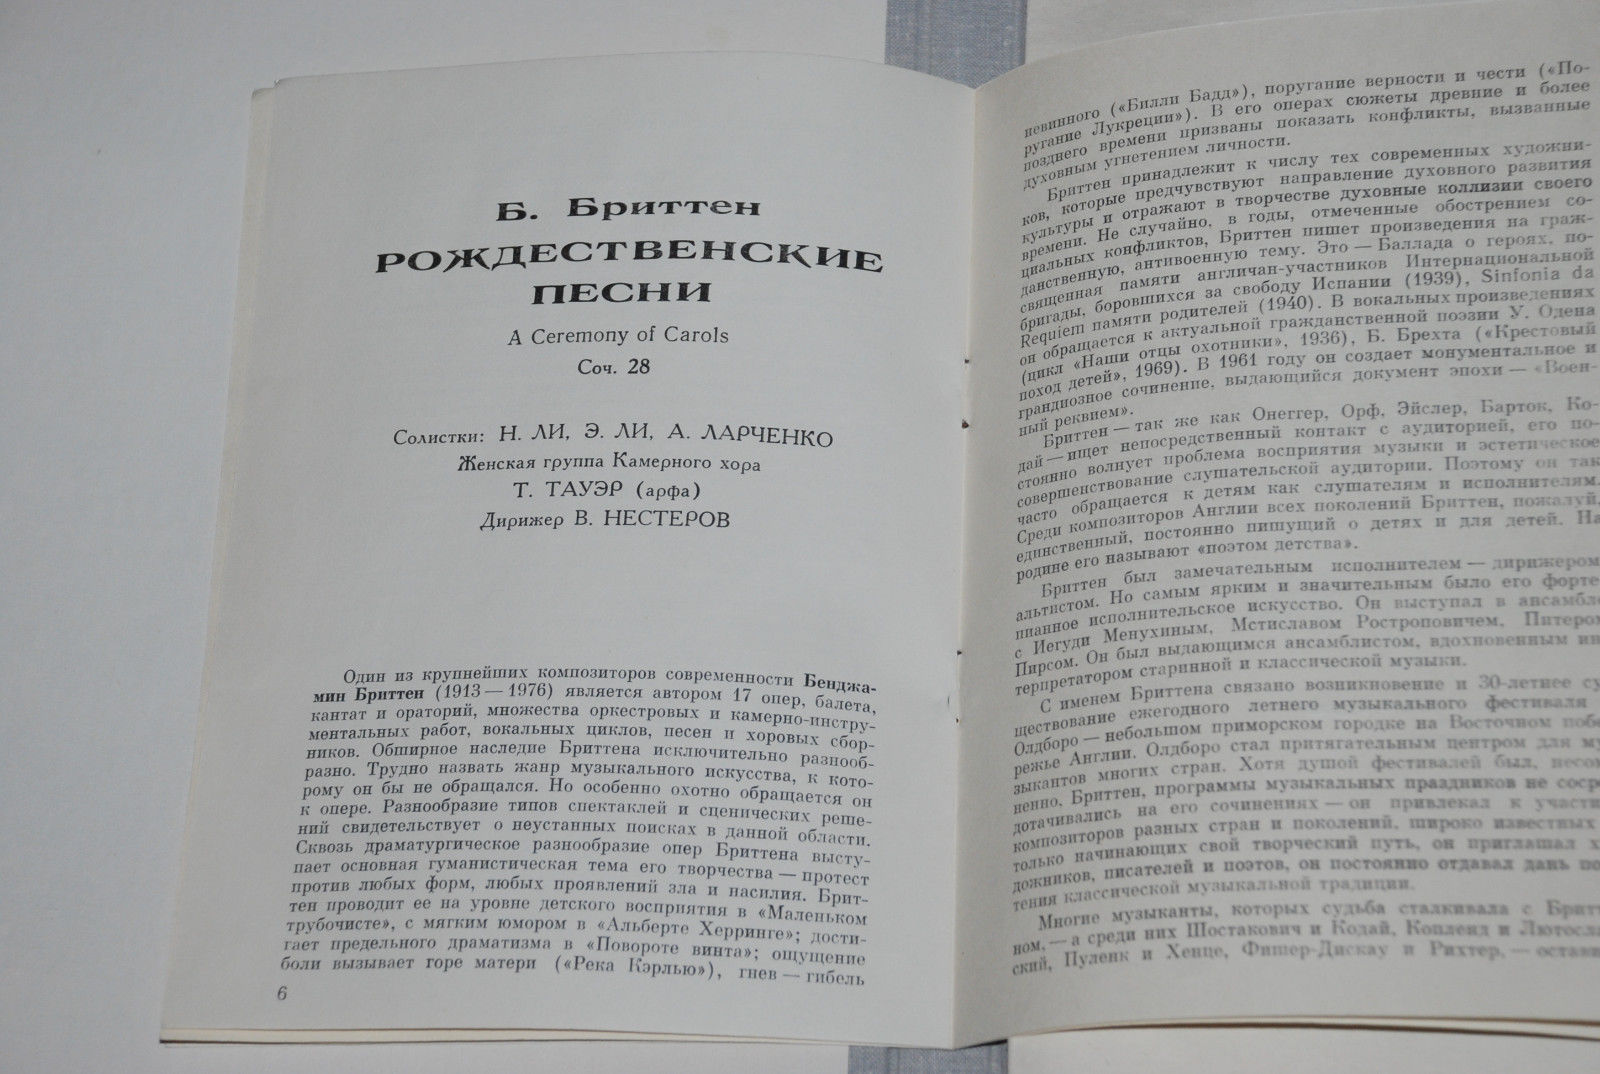 Б. Бриттен
РОЖДЕСТВЕНСКИЕ
ПЕСНИ
A Ceremony of Carols
Соч. 28
Солистки: Н. ЛИ, Э. ЛИ, А. ЛАРЧЕНКО
Женская группа Камерного хора
Т. ТАУЭР (арфа)
Дирижер В. НЕСТЕРОВ
Один из крупнейших композиторов современности Бенджа-
мин Бриттен (1913 — 1976) является автором 17 опер, балета,
кантат и ораторий, множества оркестровых и камерно-инстру-
ментальных работ, вокальных циклов, песен и хоровых сбор-
ников. Обширное наследие Бриттена исключительно разнооб-
разно. Трудно назвать жанр музыкального искусства, к кото-
рому он бы не обращался. Но особенно охотно обращается он
к опере. Разнообразие типов спектаклей и сценических реше-
ний свидетельствует о неустанных поисках в данной области.
Сквозь драматургическое разнообразие опер Бриттена высту-
пает основная гуманистическая тема его творчества — протест
против любых форм, любых проявлений зла и насилия. Брит-
тен проводит ее на уровне детского восприятия в «Маленьком
трубочисте», с мягким юмором в «Альберте Херринге»; дости-
гает предельного драматизма в «Повороте винта»; ощущение
боли вызывает горе матери («Река Кэрлью»), гнев — гибель
6
невинного («Билли Бадд»), поругание верности и чести («По-
ругание Лукреции»). В его операх сюжеты древние и более
позднего времени призваны показать конфликты, вызванные
духовным угнетением личности.
Бриттен принадлежит к числу тех современных художни-
ков, которые предчувствуют направление духовного развития
культуры и отражают в творчестве духовные коллизии своего
времени. Не случайно, в годы, отмеченные обострением со-
циальных конфликтов, Бриттен пишет произведения на граж-
данственную, антивоенную тему. Это — Баллада о героях, по-
священная памяти англичан-участников Интернациональной
бригады, боровшихся за свободу Испании (1939), Sinfonia da
Requiem памяти родителей (1940). В вокальных произведениях
он обращается к актуальной гражданственной поэзии У. Одена
(цикл «Наши отцы охотники», 1936), Б. Брехта («Крестовый
поход детей», 1969). В 1961 году он создает монументальное и
грандиозное сочинение, выдающийся документ эпохи — «Воен-
ный реквием».
Бриттен — так же как Онеггер, Орф, Эйслер, Барток, Ко-
дай — ищет непосредственный контакт с аудиторией, его по-
стоянно волнует проблема восприятия музыки и эстетическое
совершенствование слушательской аудитории. Поэтому он так
часто обращается к детям как слушателям и исполнителям.
Среди композиторов Англии всех поколений Бриттен, пожалуй,
единственный, постоянно пишущий о детях и для детей. На
родине его называют «поэтом детства».
Бриттен был замечательным исполнителем — дирижером
альтистом. Но самым ярким и значительным было его форте-
пианное исполнительское искусство. Он выступал в ансамбле
с Иегуди Менухиным, Мстиславом Ростроповичем, Питером
Пирсом. Он был выдающимся ансамблистом, вдохновенным ин-
терпретатором старинной и классической музыки.
С именем Бриттена связано возникновение и 30-летнее су-
ществование ежегодного летнего музыкального фестиваля
Олдборо — небольшом приморском городке на Восточном побе-
режье Англии. Олдборо стал притягательным центром для му-
зыкантов многих стран. Хотя душой фестивалей был, несом-
ненно, Бриттен, программы музыкальных праздников не соср
дотачивались на его сочинениях — он привлекал к участи
композиторов разных стран и поколений, широко известных
только начинающих свой творческий путь, он приглашал х
дожников, писателей и поэтов, он постоянно отдавал дань по
тения классической музыкальной традиции.
Многие музыканты, которых судьба сталкивала с Бритт
ном, — а среди них Шостакович и Кодай, Копленд и Лютосла
ский, Пуленк и Хенце, Фишер-Дискау и Рихтер, — остави